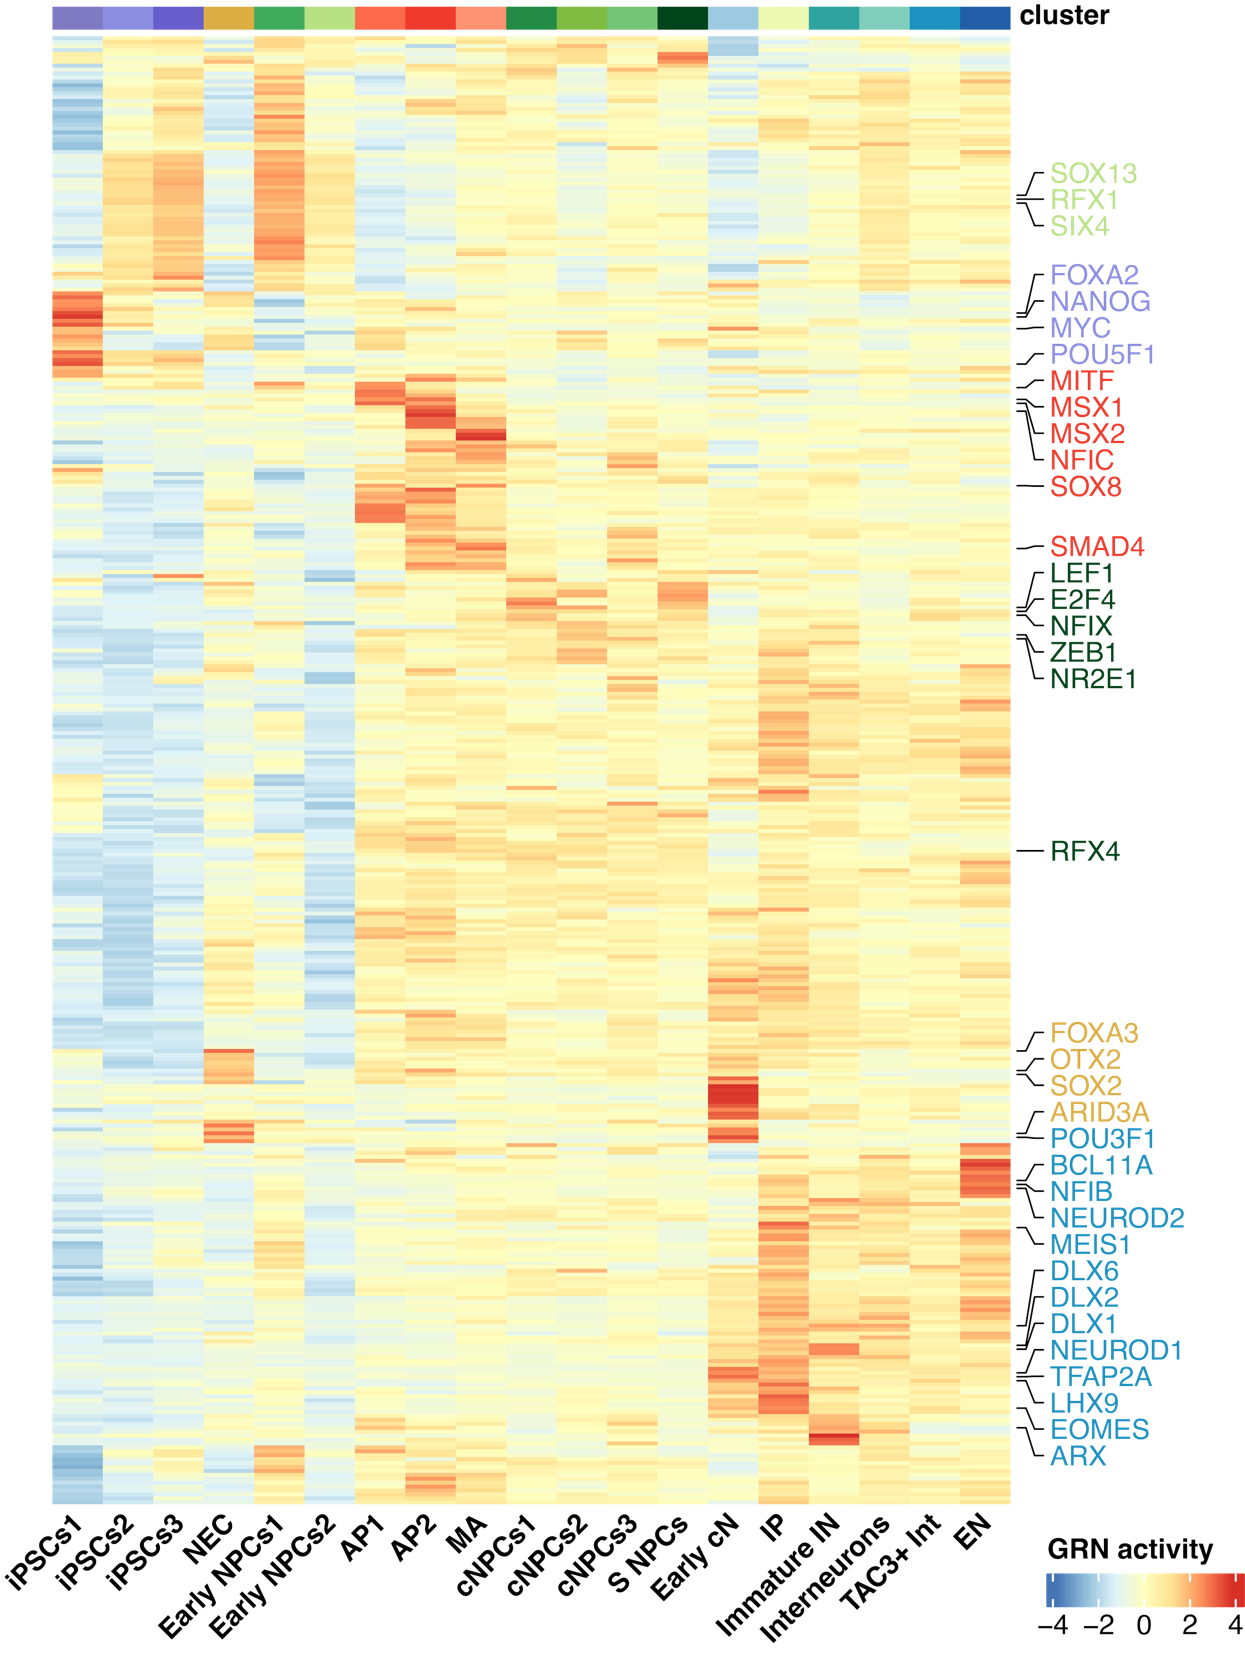 cluster
SOX13
RFX1
SIX4
FOXA2
NANOG
MYC
POU5F1
MITF
MSX1
MSX2
NFIC
SOX8
SMAD4
LEF1
E2F4
NFIX
ZEB1
NR2E1
RFX4
FOXA3
OTX2
SOX2
ARID3A
POU3F1
BCL11A
NFIB
NEUROD2
MEIS1
DLX6
DLX2
DLX1
NEUROD1
TFAP2A
LHX9
EOMES
ARX
iPSCs1
iPSCs2
iPSCs3
NEC
Early NPCs1
Early NPCs2
AP1
AP2
MA
cNPCs1
cNPCs2
cNPCs3
S NPCs
Early cN
IP
Immature IN
Interneurons
TAC3+ Int
EN
GRN activity
−4 −2 0 2 4